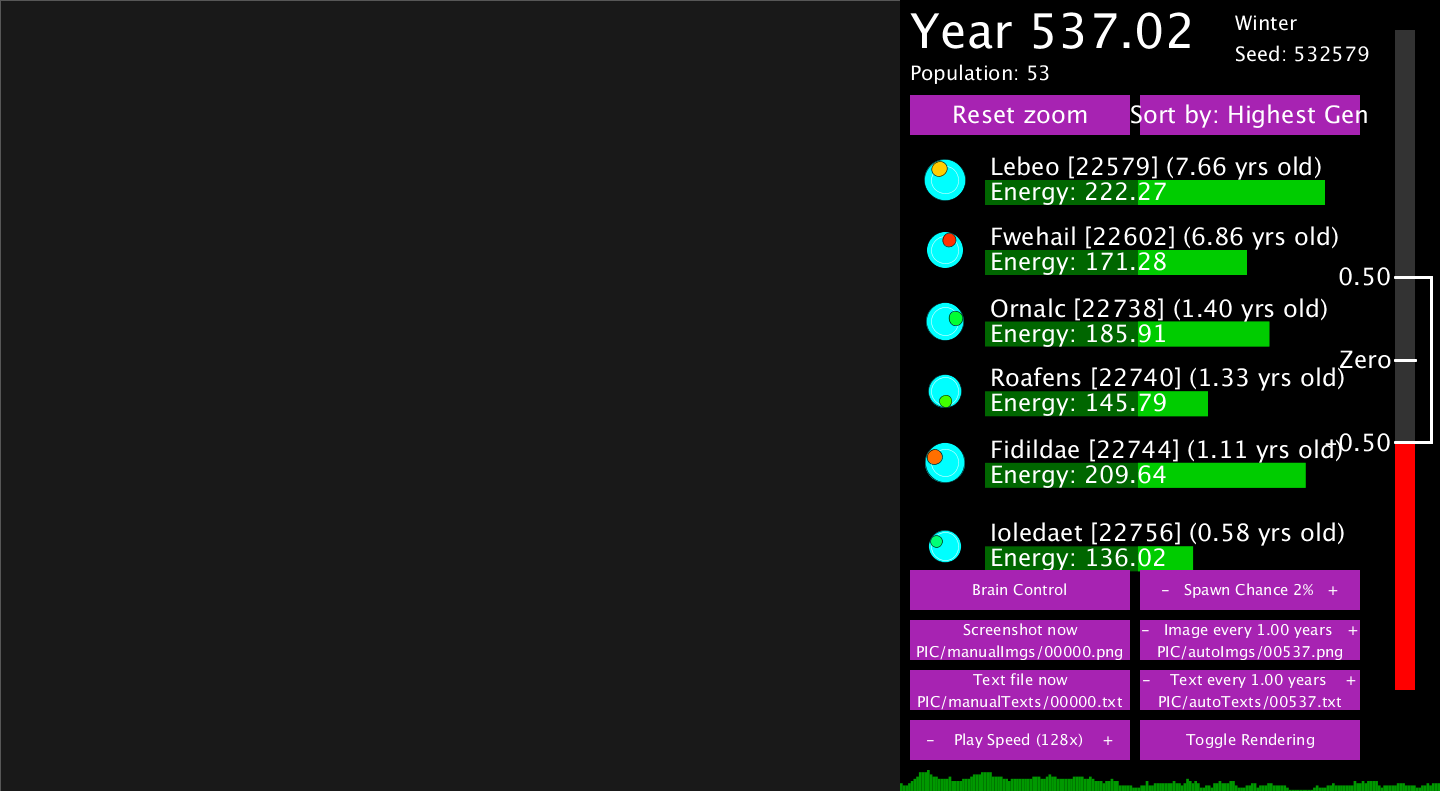 Year 537.02
Winter
Seed: 532579
Population: 53
Reset zoom
Sort by: Highest Gen
Lebeo [22579] (7.66 yrs old)
Energy: 222.27
Fwehail [22602] (6.86 yrs old)
Energy: 171.28
0.50
Ornalc [22738] (1.40 yrs old)
Energy: 185.91
Zero
Roafens [22740] (1.33 yrs old)
Energy: 145.79
Fidildae [22744] (1.11 yrs old)
-0.50
Energy: 209.64
Ioledaet [22756] (0.58 yrs old)
Energy: 136.02
Brain Control
- Spawn Chance 2% +
Screenshot now
PIC/manualImgs/00000.png
- Image every 1.00 years +
PIC/autoImgs/00537.png
Text file now
PIC/manualTexts/00000.txt
- Text every 1.00 years +
PIC/autoTexts/00537.txt
- Play Speed (128x) +
Toggle Rendering